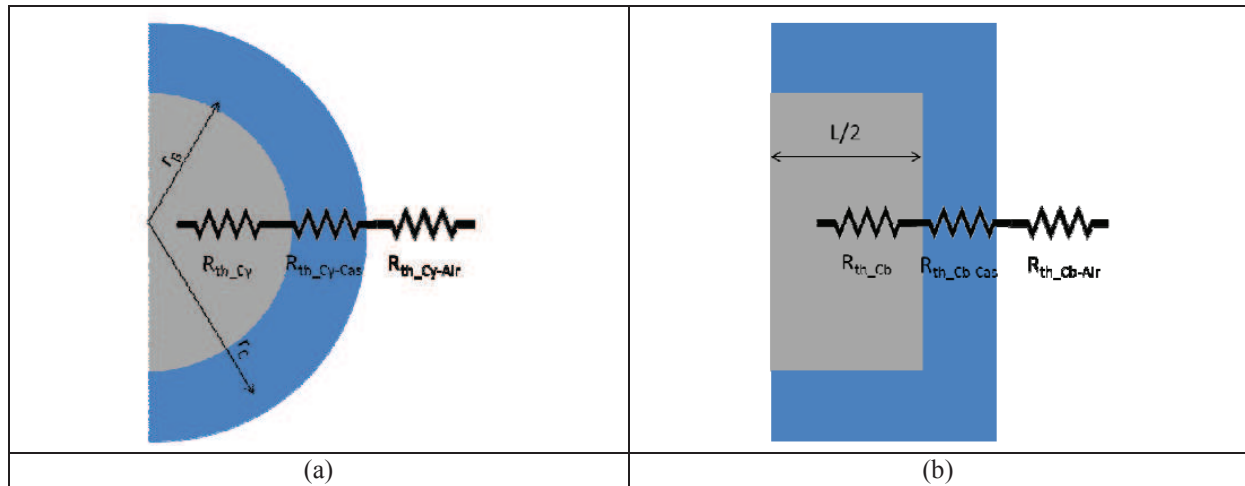 r_B
R_th_Cy
R_th_Cy-Cas
R_th_Cy-Air
r_C
(a)
L/2
R_th_Cb
R_th_Cb-Cas
R_th_Cb-Air
(b)